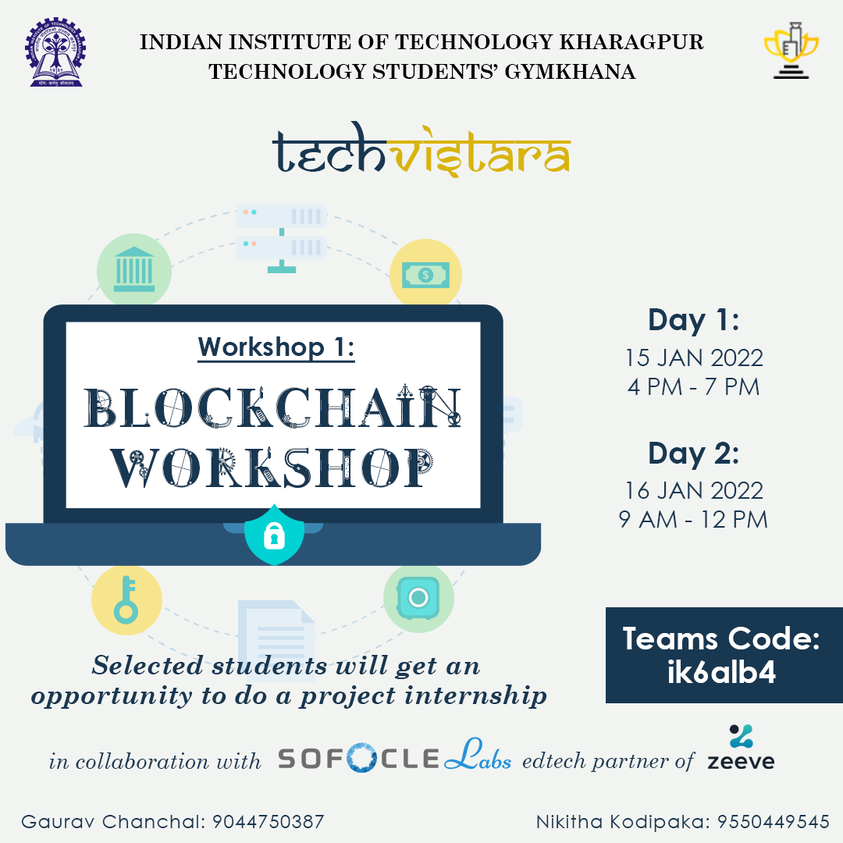 INDIAN INSTITUTE OF TECHNOLOGY KHARAGPUR
TECHNOLOGY STUDENTS' GYMKHANA
techvistara
Workshop 1:
BLOCKCHAIN
WORKSHOP
Day 1:
15 JAN 2022
4 PM - 7 PM
Day 2:
16 JAN 2022
9 AM - 12 PM
Teams Code:
ik6alb4
Selected students will get an
opportunity to do a project internship
in collaboration with SOFOCLE Labs edtech partner of zeeve
Gaurav Chanchal: 9044750387
Nikitha Kodipaka: 9550449545